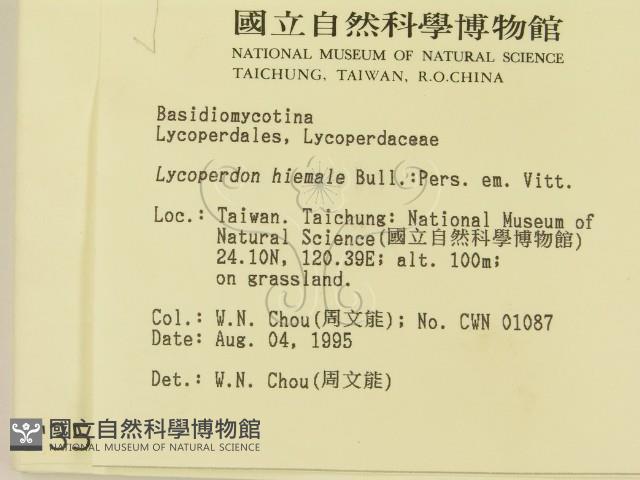 國立自然科學博物館
NATIONAL MUSEUM OF NATURAL SCIENCE
TAICHUNG, TAIWAN, R.O.CHINA
Basidiomycotina
Lycoperdales, Lycoperdaceae
Lycoperdon hiemale Bull.:Pers. em. Vitt.
Loc.: Taiwan. Taichung: National Museum of
Natural Science(國立自然科學博物館)
24.10N, 120.39E; alt. 100m;
on grassland.
Col.: W.N. Chou(周文能); No. CWN 01087
Date: Aug. 04, 1995
Det.: W.N. Chou(周文能)
國立自然科學博物館
NATIONAL MUSEUM OF NATURAL SCIENCE